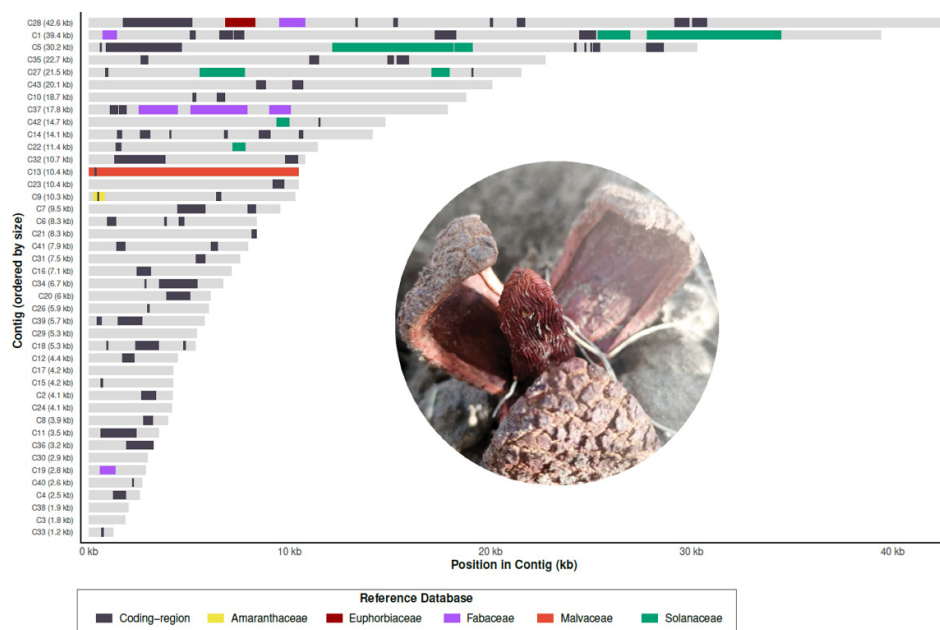 C28 (42.6 kb)
C1 (39.4 kb)
C5 (30.2 kb)
C35 (22.7 kb)
C27 (21.5 kb)
C43 (20.1 kb)
C10 (18.7 kb)
C37 (17.8 kb)
C42 (14.7 kb)
C14 (14.1 kb)
C22 (11.4 kb)
C32 (10.7 kb)
C13 (10.4 kb)
C23 (10.4 kb)
C9 (10.3 kb)
C7 (9.5 kb)
C6 (8.3 kb)
C21 (8.3 kb)
C41 (7.9 kb)
C31 (7.5 kb)
C16 (7.1 kb)
C34 (6.7 kb)
C20 (6 kb)
C26 (5.9 kb)
C39 (5.7 kb)
C29 (5.3 kb)
C18 (5.3 kb)
C12 (4.4 kb)
C17 (4.2 kb)
C15 (4.2 kb)
C2 (4.1 kb)
C24 (4.1 kb)
C8 (3.9 kb)
C11 (3.5 kb)
C36 (3.2 kb)
C30 (2.9 kb)
C19 (2.8 kb)
C40 (2.6 kb)
C4 (2.5 kb)
C38 (1.9 kb)
C3 (1.8 kb)
C33 (1.2 kb)
Contig (ordered by size)
0 kb 10 kb 20 kb 30 kb 40 kb
Position in Contig (kb)
Reference Database
Coding-region Amaranthaceae Euphorbiaceae Fabaceae Malvaceae Solanaceae